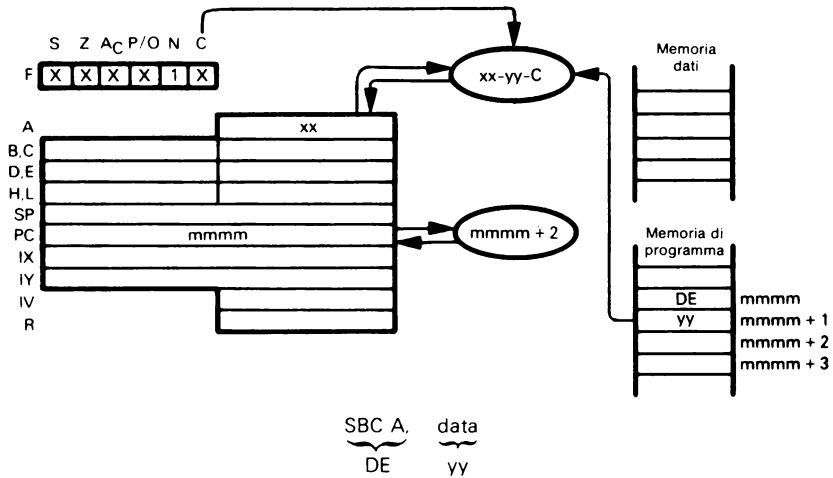 S Z AC P/O N C
F X X X X 1 X
xx-yy-C
Memoria
dati
A xx
B,C
D,E
H,L
SP
PC mmmm
mmmm + 2
IX
IY
IV
R
Memoria di
programma
DE mmmm
yy mmmm + 1
mmmm + 2
mmmm + 3
SBC A, data
DE yy